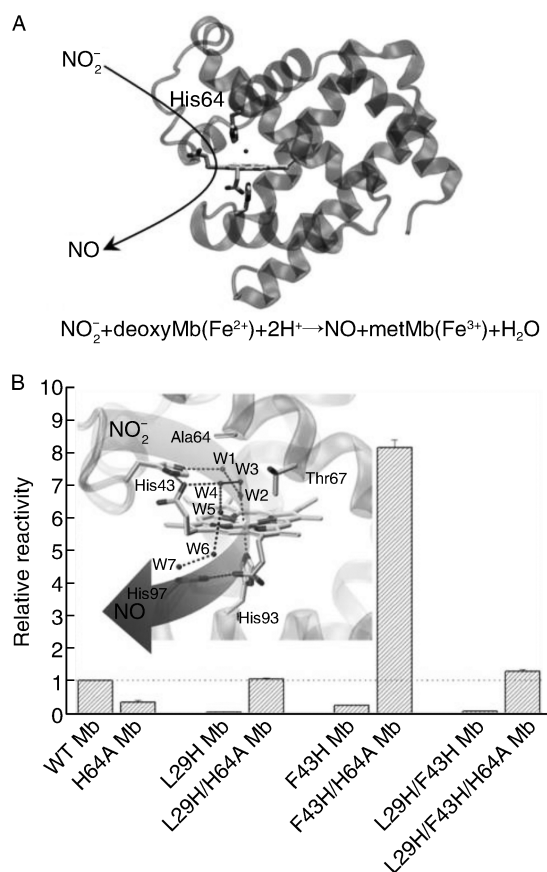 A
NO₂⁻
His64
NO
NO₂⁻+deoxyMb(Fe²⁺)+2H⁺→NO+metMb(Fe³⁺)+H₂O
B
Relative reactivity
10
9
8
7
6
5
4
3
2
1
0
NO₂⁻
Ala64
W1
W3
Thr67
His43
W4
W2
W5
W6
W7
His97
NO
His93
WT Mb
H64A Mb
L29H Mb
L29H/H64A Mb
F43H Mb
F43H/H64A Mb
L29H/F43H Mb
L29H/F43H/H64A Mb